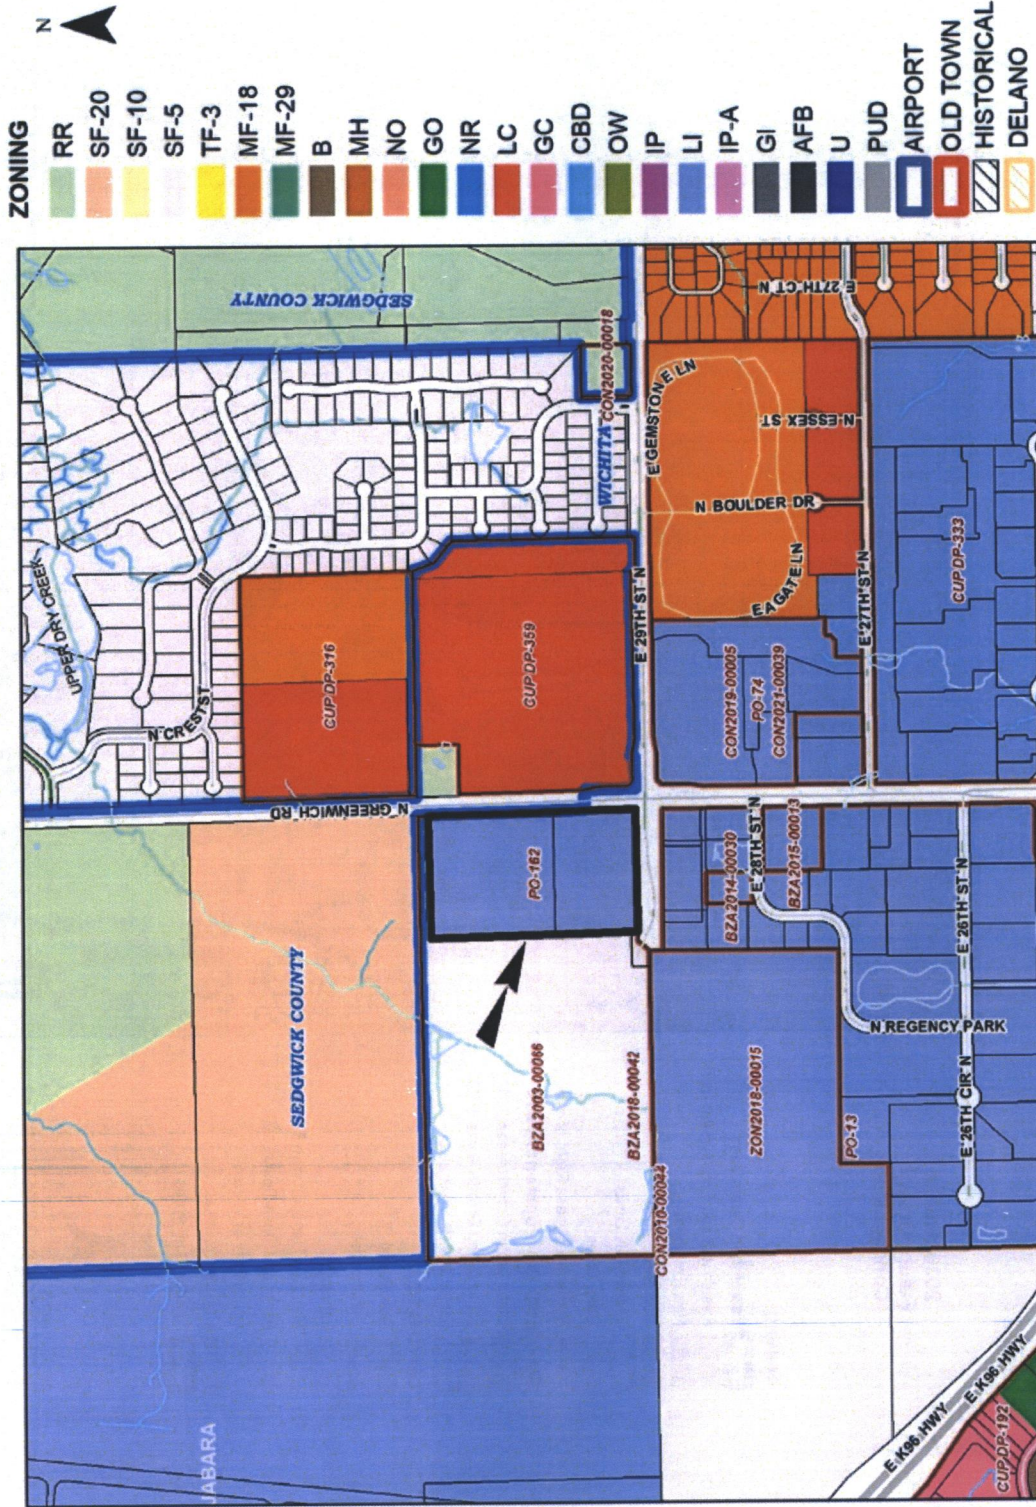 ZONING
RR
SF-20
SF-10
SF-5
TF-3
MF-18
MF-29
B
MH
NO
GO
NR
LC
GC
CBD
OW
IP
LI
IP-A
GI
AFB
U
PUD
AIRPORT
OLD TOWN
HISTORICAL
DELANO
N
SEDGWICK COUNTY
UPPER DRY CREEK
N CREST ST
CUP DP-316
CUP DP-359
WICHITA
CON2020-00018
N GREENWICH RD
SEDGWICK COUNTY
PO-162
BZA2003-00066
BZA2018-00042
CON2010-00044
JABARA
E 29TH ST N
E GEMSTONE LN
N BOULDER DR
N ESSEX ST
E AGATE LN
E 27TH CT N
E 27TH ST N
CON2019-00005
PO-74
CON2021-00039
CUP DP-333
BZA2014-00030
E 28TH ST N
BZA2015-00013
ZON2018-00015
PO-13
N REGENCY PARK
E 26TH ST N
E 26TH CIR N
E K96 HWY
E K96 HWY
CUP DP-192